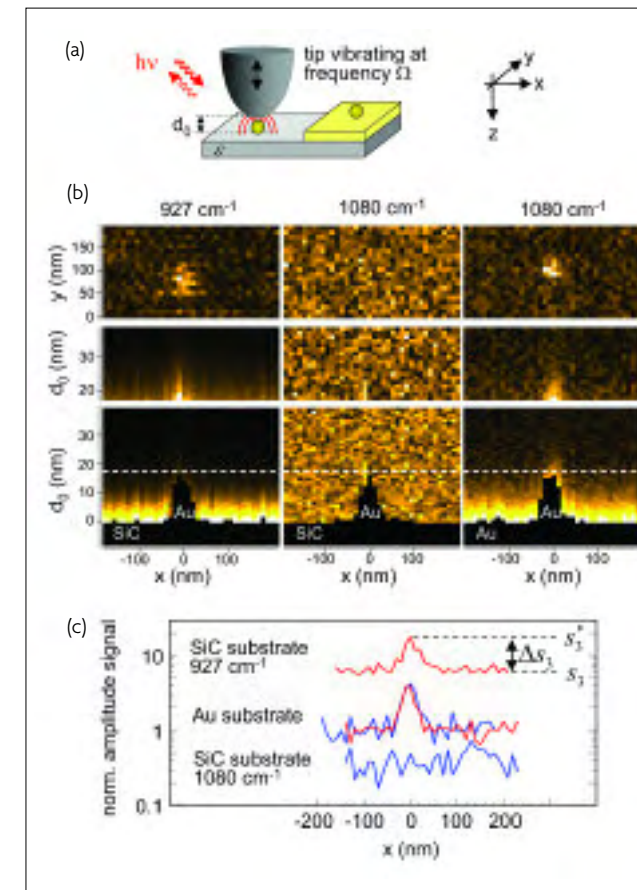 (a)
hν
tip vibrating at
frequency Ω
d₀
ε
y
x
z
(b)
927 cm⁻¹
1080 cm⁻¹
1080 cm⁻¹
y (nm)
150
100
50
0
d₀ (nm)
30
20
d₀ (nm)
30
20
10
0
Au
Au
Au
SiC
SiC
Au
-100
0
100
-100
0
100
-100
0
100
x (nm)
x (nm)
x (nm)
(c)
norm. amplitude signal
10
1
0.1
SiC substrate
927 cm⁻¹
Au substrate
SiC substrate
1080 cm⁻¹
Δs₃
s₃*
s₃
-200
-100
0
100
200
x (nm)